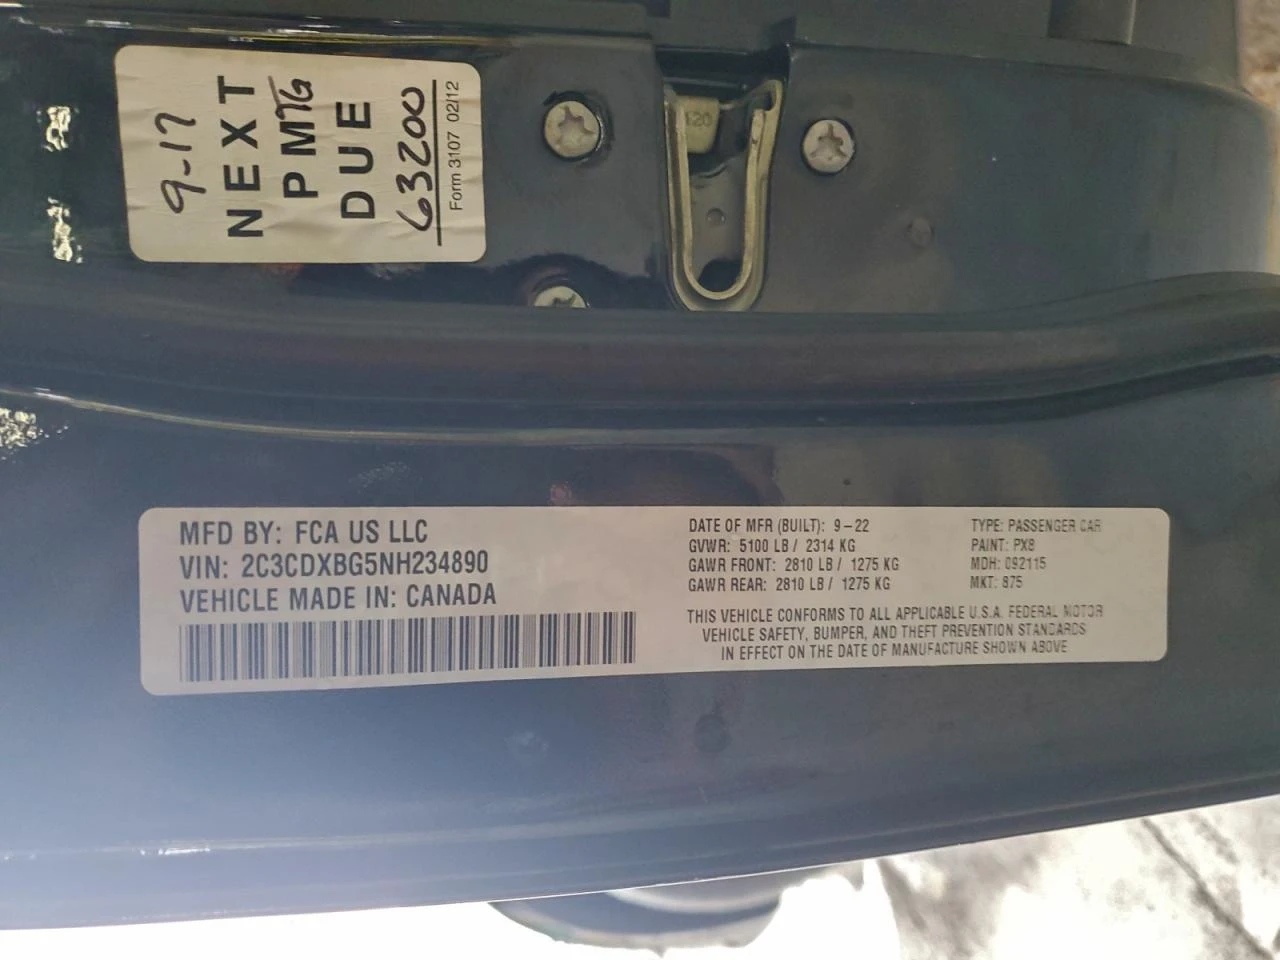 9-17
NEXT
PMTG
DUE
63200
Form 3107 02/12
120
MFD BY: FCA US LLC
VIN: 2C3CDXBG5NH234890
VEHICLE MADE IN: CANADA
DATE OF MFR (BUILT): 9-22
GVWR: 5100 LB / 2314 KG
GAWR FRONT: 2810 LB / 1275 KG
GAWR REAR: 2810 LB / 1275 KG
TYPE: PASSENGER CAR
PAINT: PX8
MDH: 092115
MKT: 875
THIS VEHICLE CONFORMS TO ALL APPLICABLE U.S.A. FEDERAL MOTOR
VEHICLE SAFETY, BUMPER, AND THEFT PREVENTION STANDARDS
IN EFFECT ON THE DATE OF MANUFACTURE SHOWN ABOVE